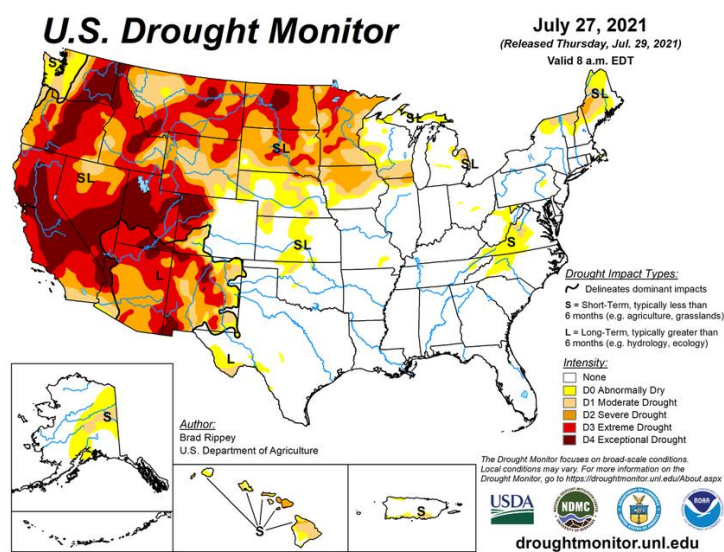 U.S. Drought Monitor
July 27, 2021
(Released Thursday, Jul. 29, 2021)
Valid 8 a.m. EDT
S
SL
SL
SL
SL
SL
SL
S
L
L
S
S
S
Drought Impact Types:
Delineates dominant impacts
S = Short-Term, typically less than
6 months (e.g. agriculture, grasslands)
L = Long-Term, typically greater than
6 months (e.g. hydrology, ecology)
Intensity:
None
D0 Abnormally Dry
D1 Moderate Drought
D2 Severe Drought
D3 Extreme Drought
D4 Exceptional Drought
Author:
Brad Rippey
U.S. Department of Agriculture
The Drought Monitor focuses on broad-scale conditions.
Local conditions may vary. For more information on the
Drought Monitor, go to https://droughtmonitor.unl.edu/About.aspx
USDA
NDMC
NOAA
droughtmonitor.unl.edu